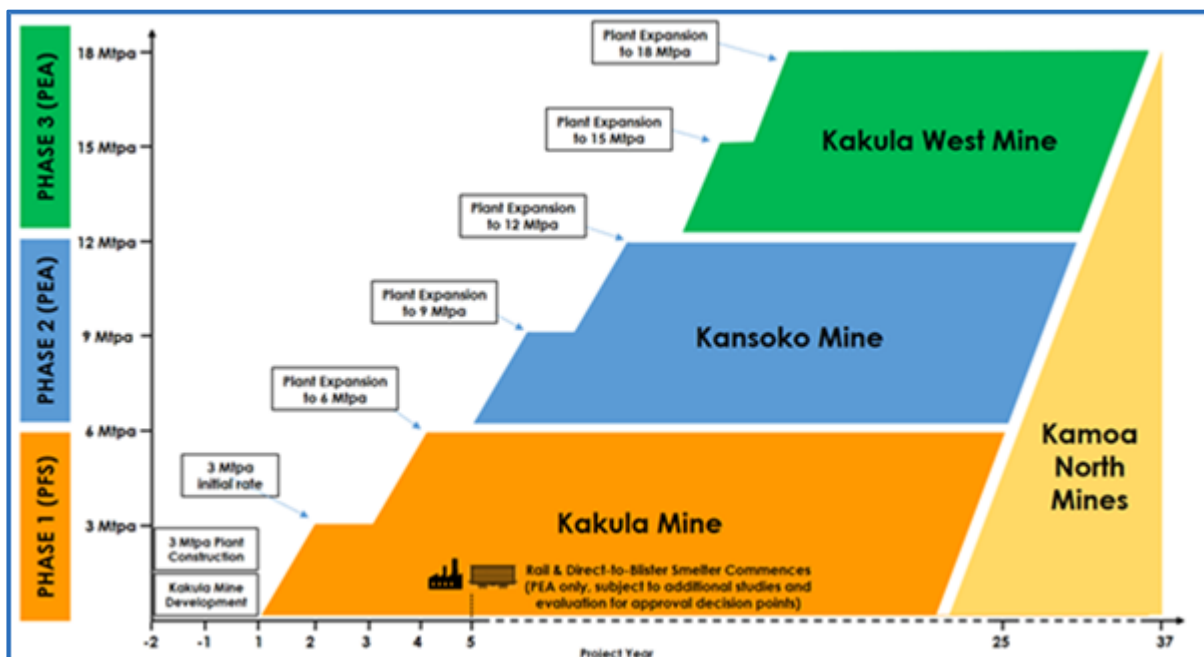 PHASE 3 (PEA)
PHASE 2 (PEA)
PHASE 1 (PFS)
18 Mtpa
15 Mtpa
12 Mtpa
9 Mtpa
6 Mtpa
3 Mtpa
Plant Expansion
to 18 Mtpa
Plant Expansion
to 15 Mtpa
Kakula West Mine
Plant Expansion
to 12 Mtpa
Plant Expansion
to 9 Mtpa
Kansoko Mine
Plant Expansion
to 6 Mtpa
Kamoa
North
Mines
3 Mtpa
initial rate
Kakula Mine
3 Mtpa Plant
Construction
Kakula Mine
Development
Rail & Direct-to-Blister Smelter Commences
(PEA only, subject to additional studies and
evaluation for approval decision points)
-2 -1 1 2 3 4 5 25 37
Project Year